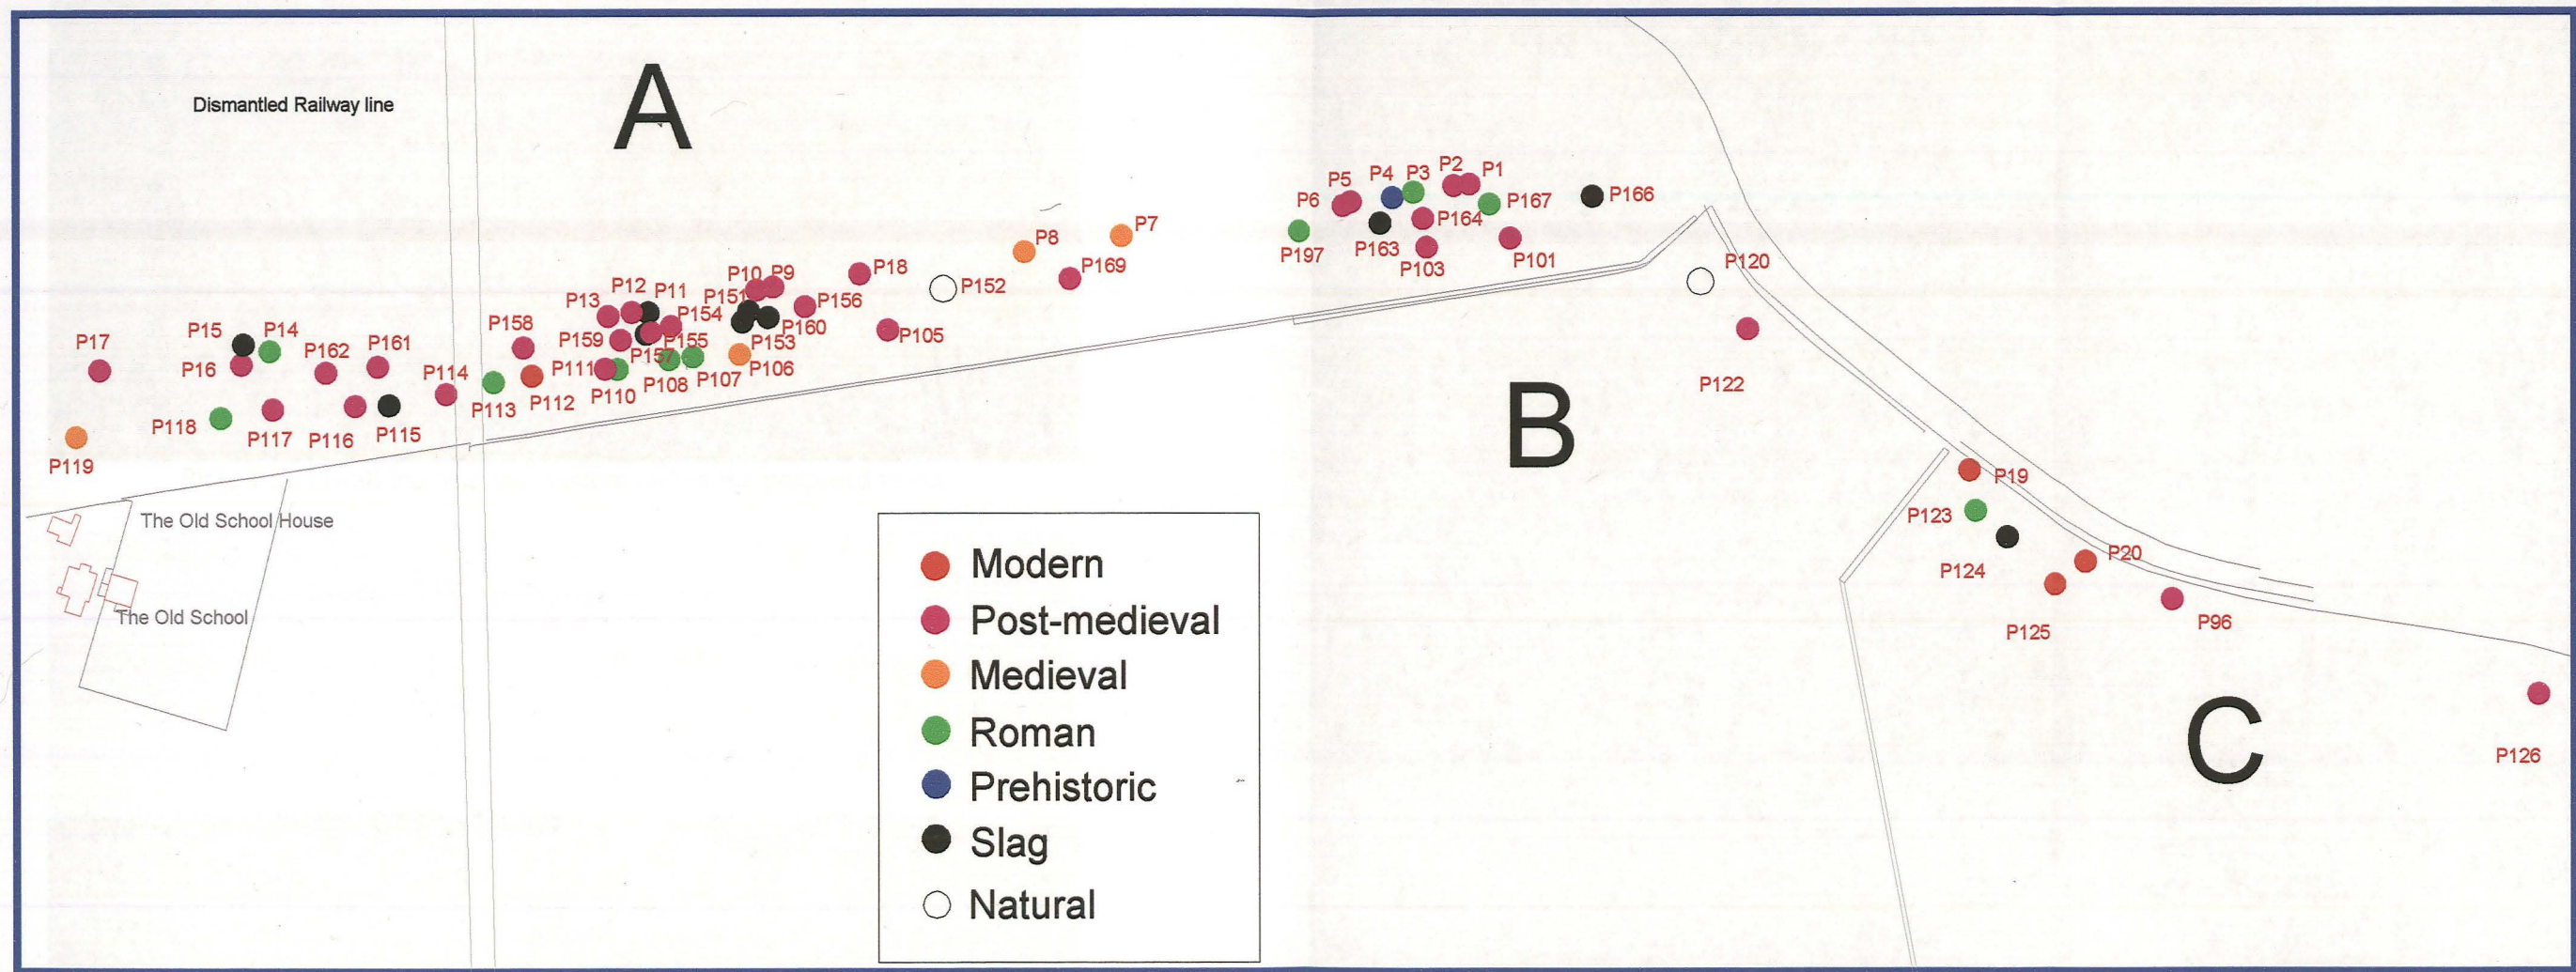 Dismantled Railway line
A
P17
P15
P14
P16
P162
P161
P118
P117
P116
P115
P114
P119
P158
P113
P112
P13
P12
P11
P159
P154
P155
P157
P111
P110
P108
P107
P106
P10
P9
P151
P156
P160
P153
P18
P105
P152
P8
P7
P169
P197
P6
P5
P4
P3
P2
P1
P167
P164
P163
P103
P101
P166
P120
P122
B
P19
P123
P124
P20
P125
P96
C
P126
The Old School House
The Old School
Modern
Post-medieval
Medieval
Roman
Prehistoric
Slag
Natural